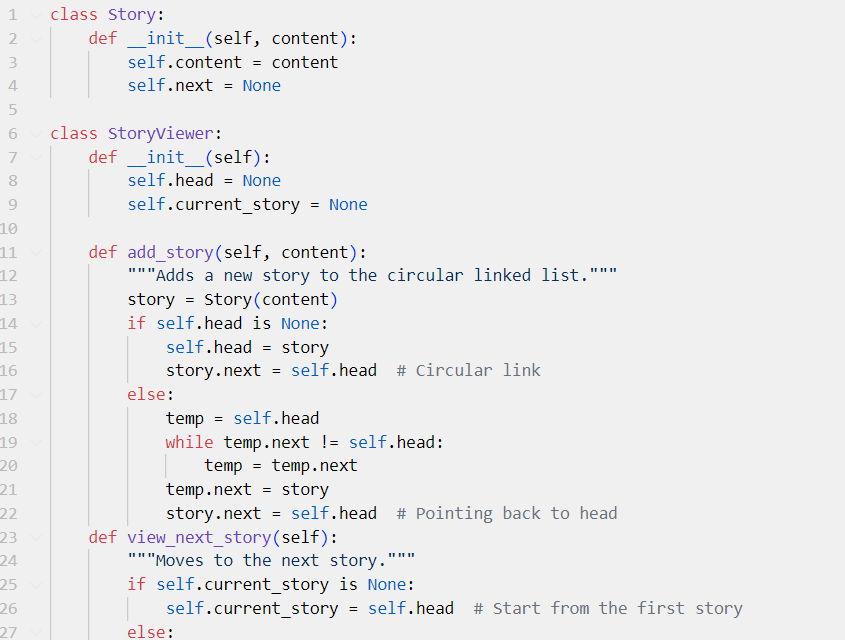 1 class Story:
2     def __init__(self, content):
3         self.content = content
4         self.next = None
5
6 class StoryViewer:
7     def __init__(self):
8         self.head = None
9         self.current_story = None
10
11     def add_story(self, content):
12         """Adds a new story to the circular linked list."""
13         story = Story(content)
14         if self.head is None:
15             self.head = story
16             story.next = self.head  # Circular link
17         else:
18             temp = self.head
19             while temp.next != self.head:
20                 temp = temp.next
21             temp.next = story
22             story.next = self.head  # Pointing back to head
23     def view_next_story(self):
24         """Moves to the next story."""
25         if self.current_story is None:
26             self.current_story = self.head  # Start from the first story
27         else: